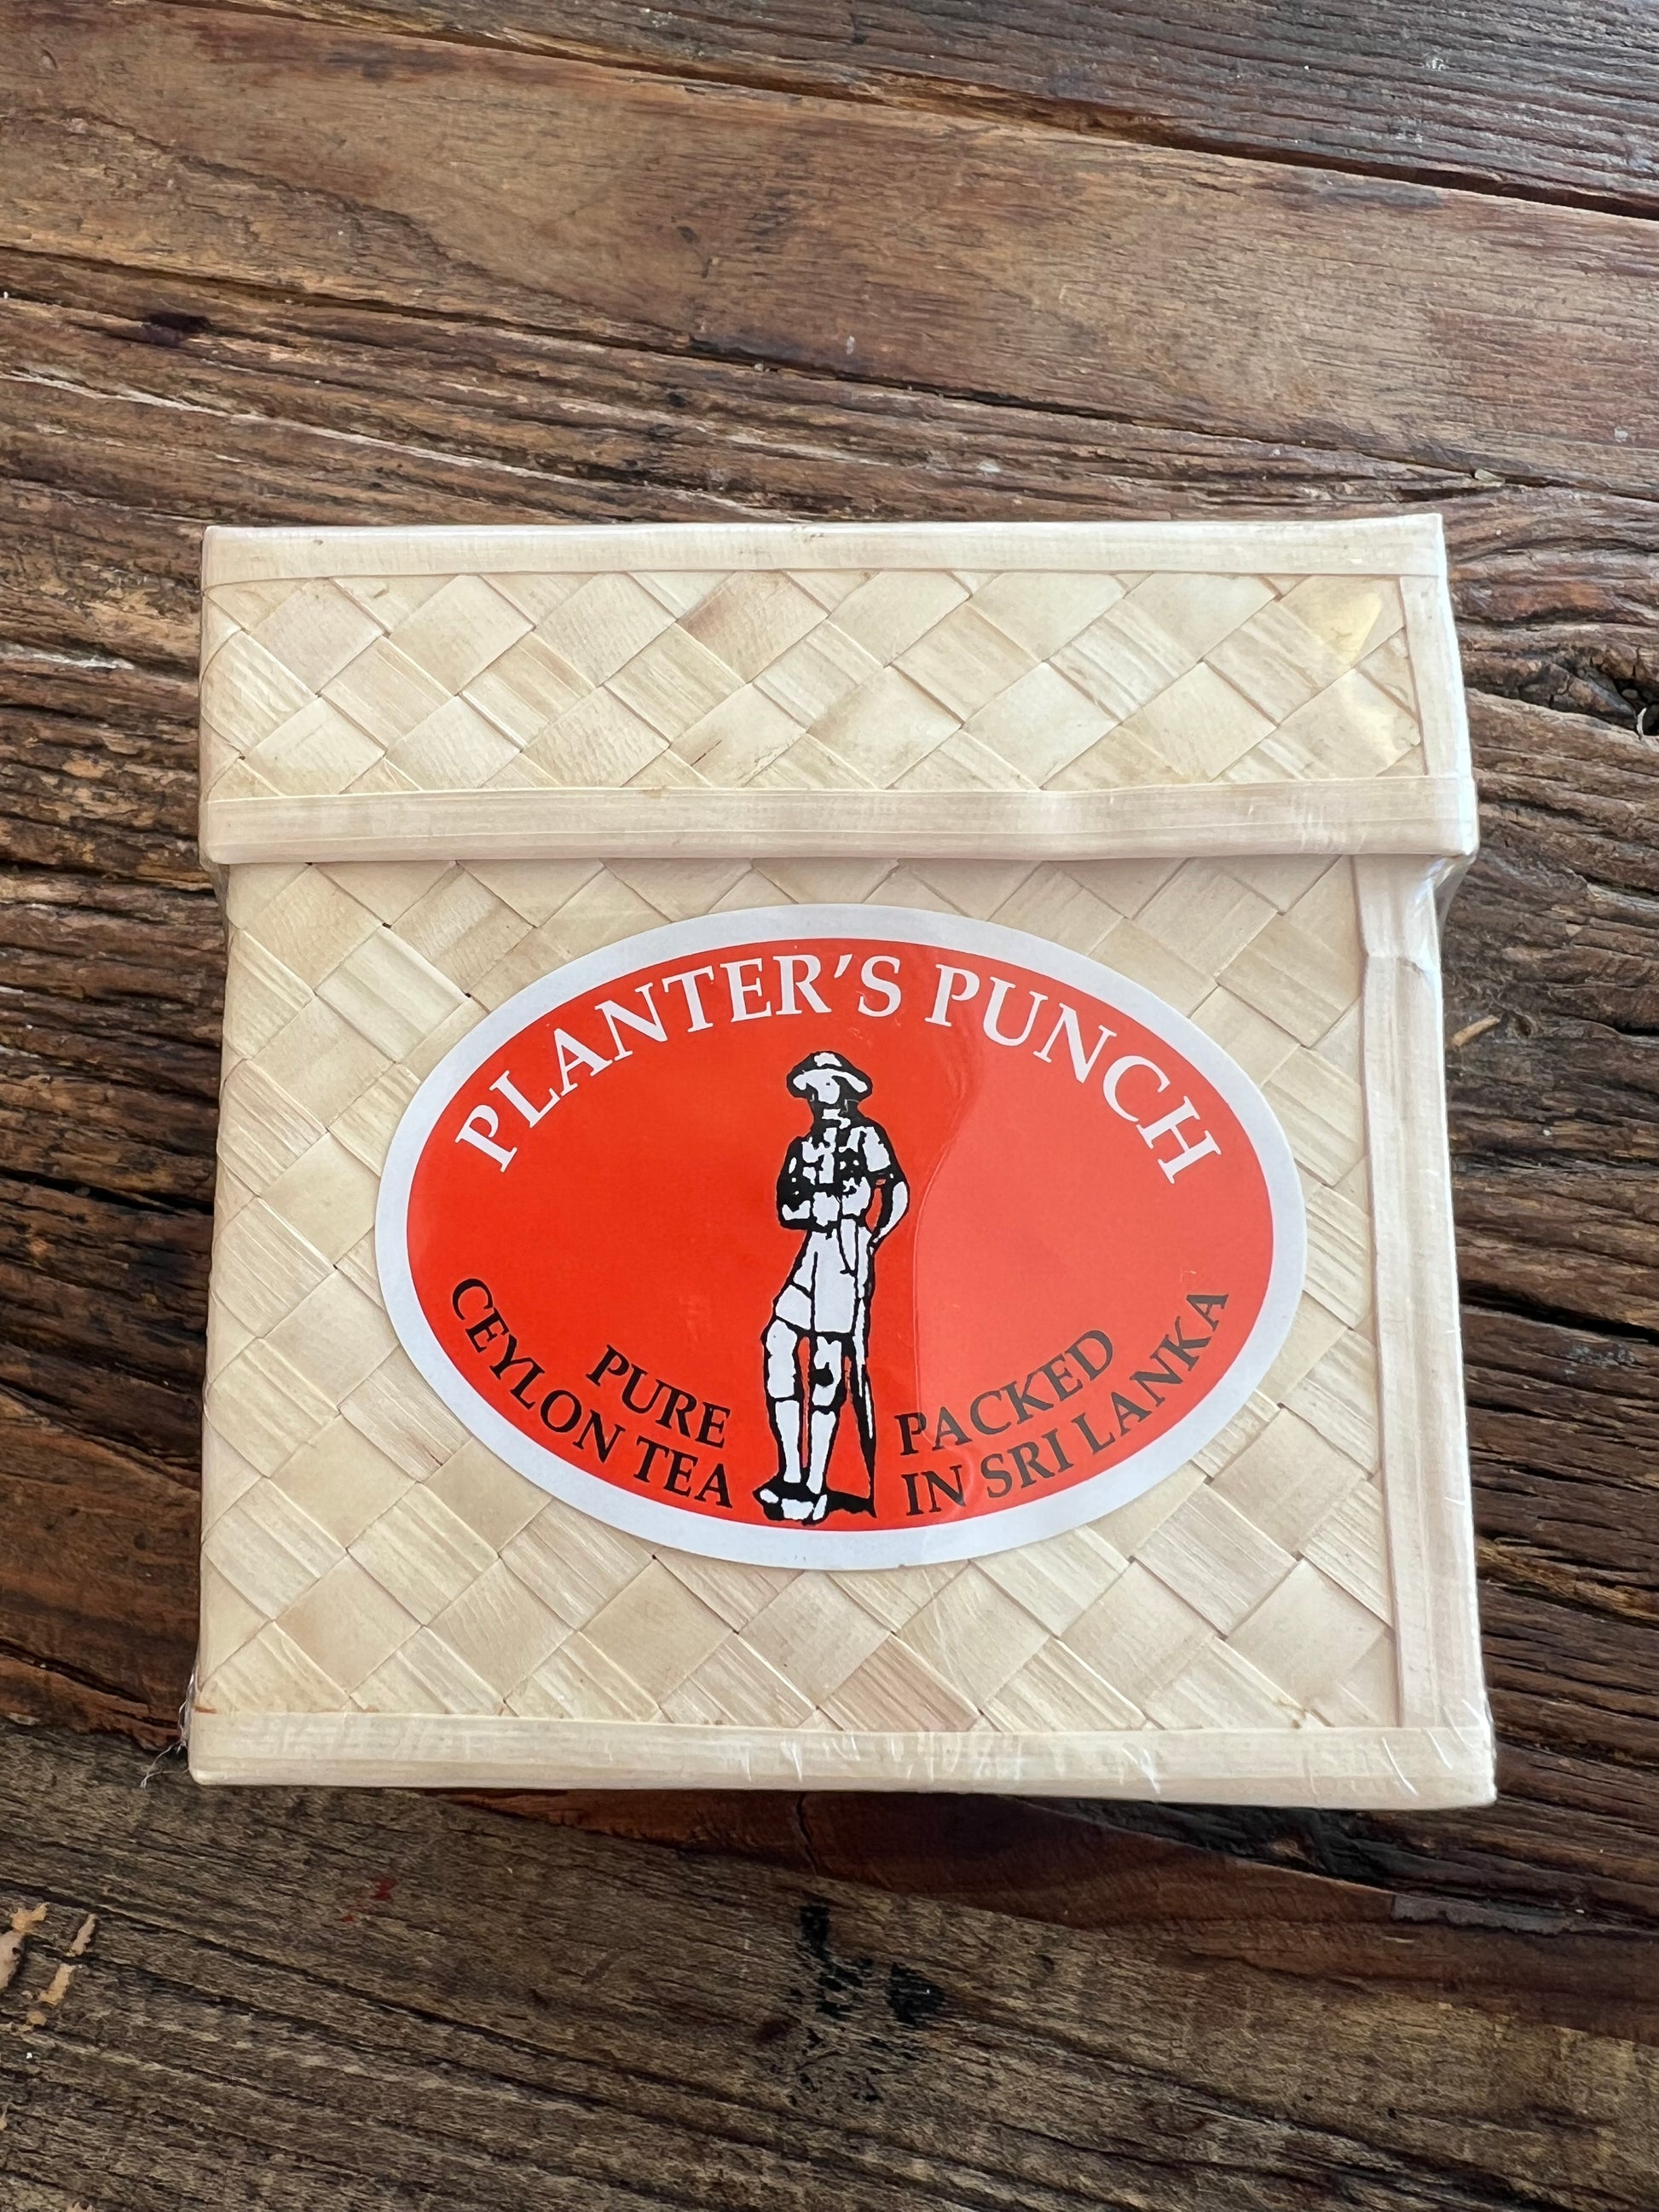 PLANTER'S PUNCH
PURE
CEYLON TEA
PACKED
IN SRI LANKA